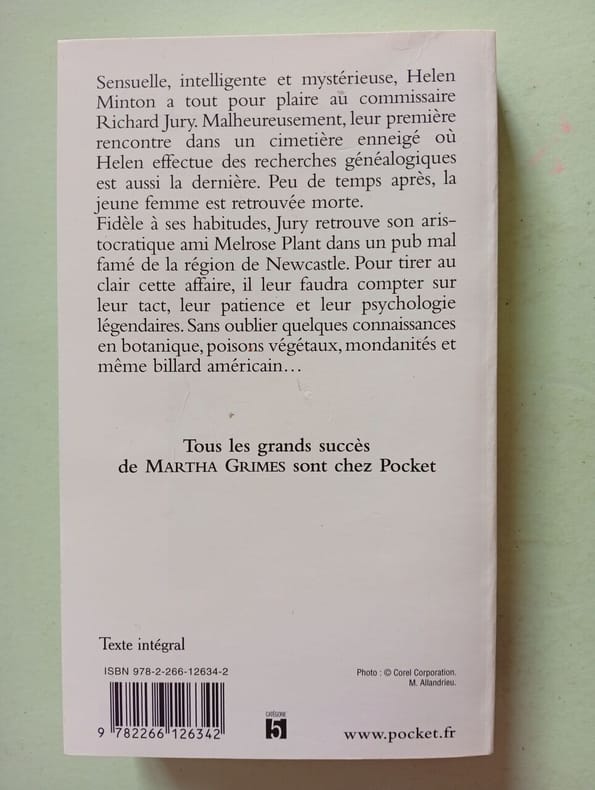 Sensuelle, intelligente et mystérieuse, Helen
Minton a tout pour plaire au commissaire
Richard Jury. Malheureusement, leur première
rencontre dans un cimetière enneigé où
Helen effectue des recherches généalogiques
est aussi la dernière. Peu de temps après, la
jeune femme est retrouvée morte.
Fidèle à ses habitudes, Jury retrouve son aris-
tocratique ami Melrose Plant dans un pub mal
famé de la région de Newcastle. Pour tirer au
clair cette affaire, il leur faudra compter sur
leur tact, leur patience et leur psychologie
légendaires. Sans oublier quelques connaissances
en botanique, poisons végétaux, mondanités et
même billard américain…
Tous les grands succès
de MARTHA GRIMES sont chez Pocket
Texte intégral
ISBN 978-2-266-12634-2
9 782266 126342
CATÉGORIE
5
Photo : © Corel Corporation.
M. Allandrieu.
www.pocket.fr